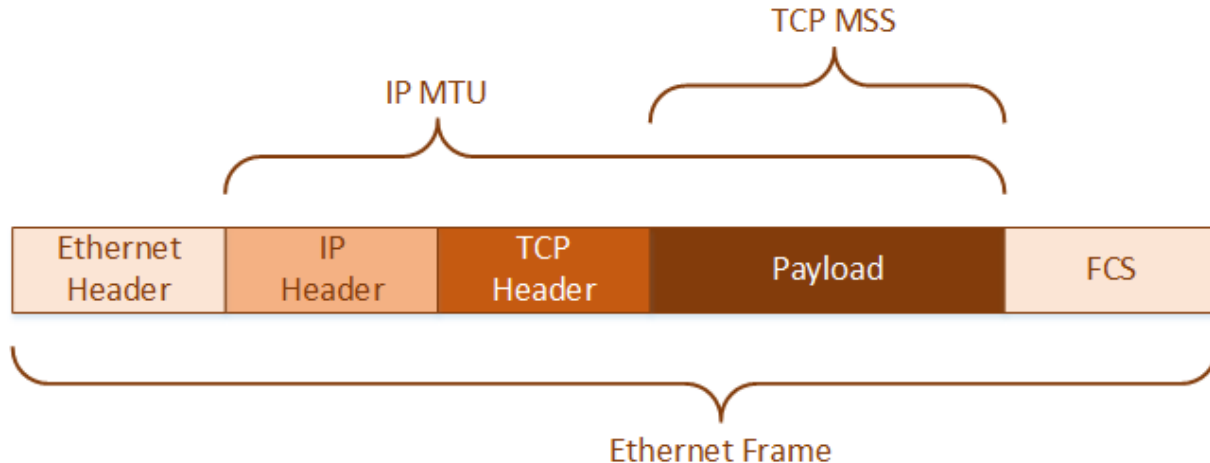 TCP MSS
IP MTU
Ethernet
Header
IP
Header
TCP
Header
Payload
FCS
Ethernet Frame